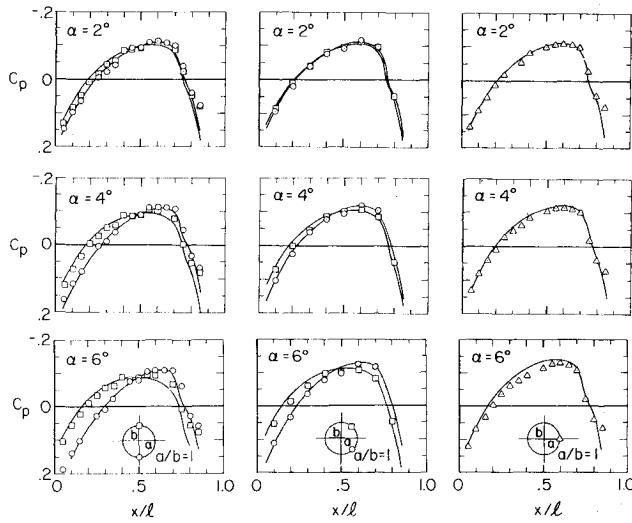 -.2
α = 2° α = 2° α = 2°
Cp 0
.2
-.2
α = 4° α = 4° α = 4°
Cp 0
.2
-.2
α = 6° α = 6° α = 6°
Cp 0
b b b
a a a
a/b=1 a/b=1 a/b=1
.2
0 .5 1.0 0 .5 1.0 0 .5 1.0
x/ℓ x/ℓ x/ℓ